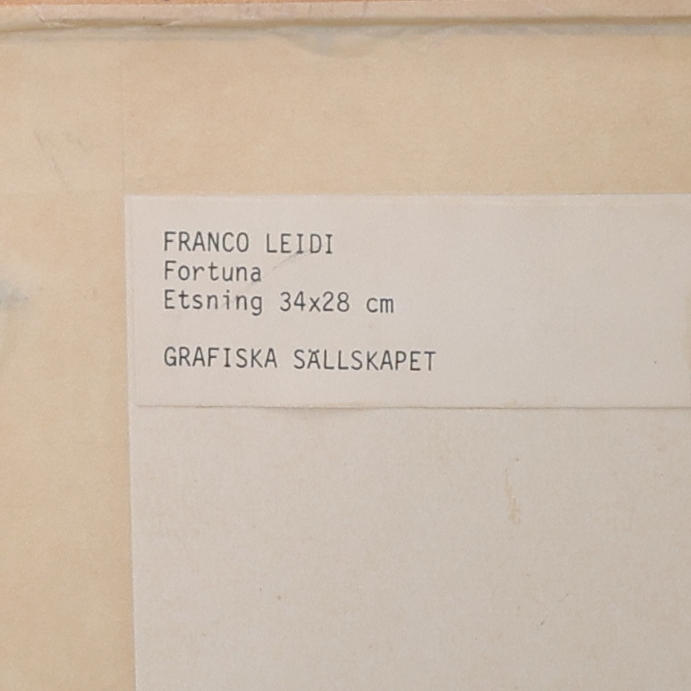 FRANCO LEIDI
Fortuna
Etsning 34x28 cm
GRAFISKA SÄLLSKAPET